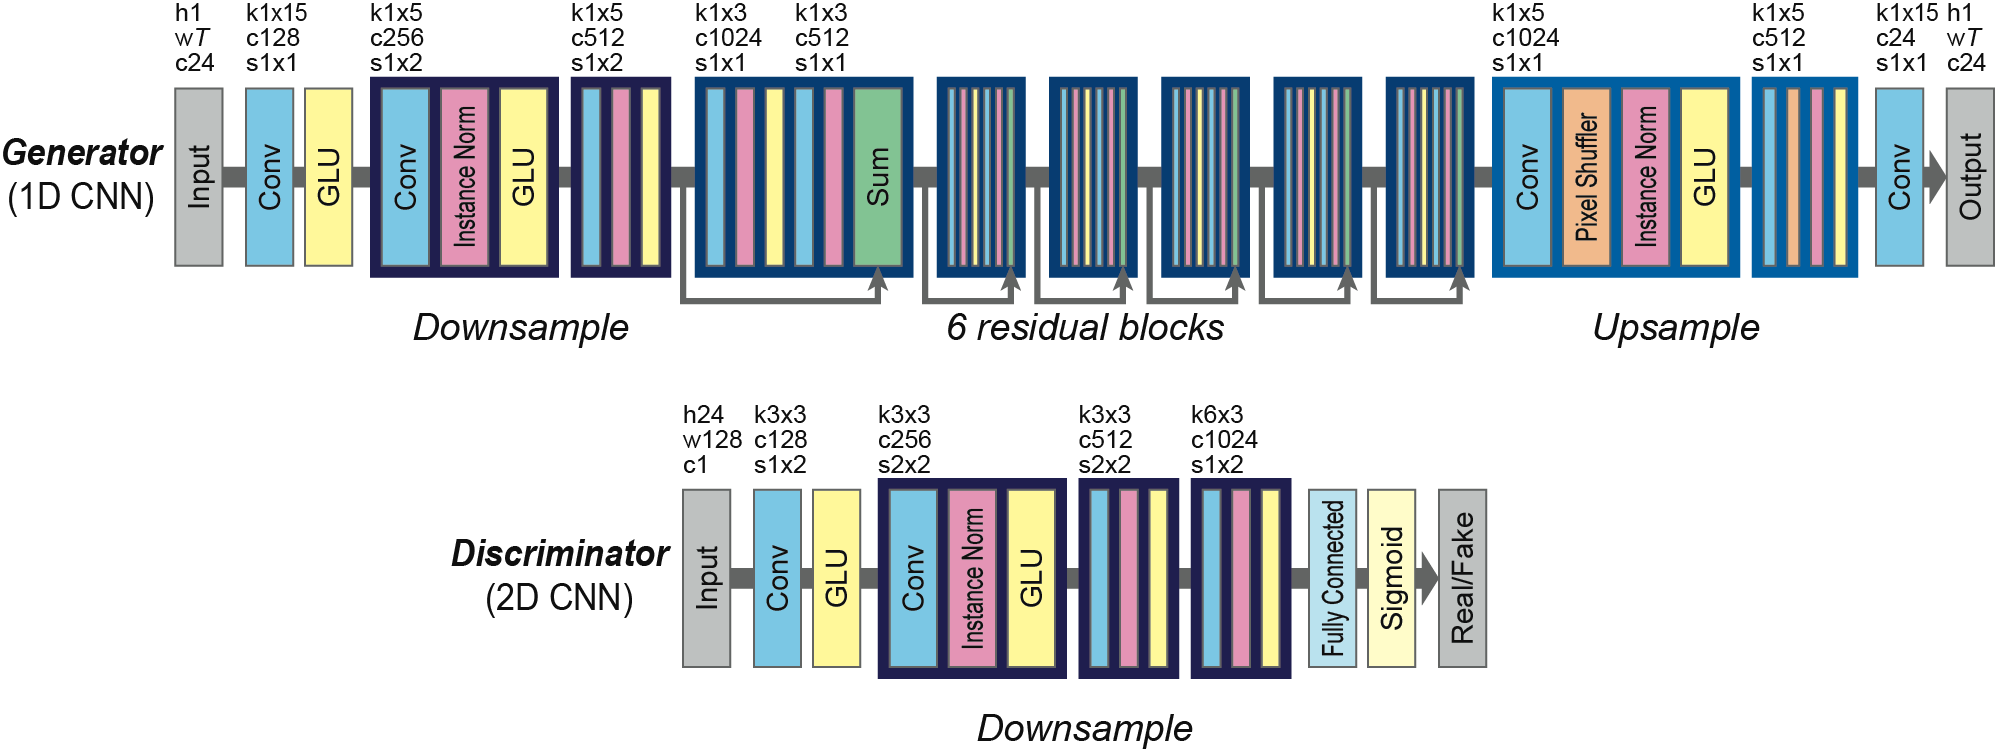 h1
wT
c24
k1x15
c128
s1x1
k1x5
c256
s1x2
k1x5
c512
s1x2
k1x3
c1024
s1x1
k1x3
c512
s1x1
k1x5
c1024
s1x1
k1x5
c512
s1x1
k1x15
c24
s1x1
h1
wT
c24
Generator
(1D CNN)
Input
Conv
GLU
Conv
Instance Norm
GLU
Sum
Conv
Pixel Shuffler
Instance Norm
GLU
Conv
Output
Downsample
6 residual blocks
Upsample
h24
w128
c1
k3x3
c128
s1x2
k3x3
c256
s2x2
k3x3
c512
s2x2
k6x3
c1024
s1x2
Discriminator
(2D CNN)
Input
Conv
GLU
Conv
Instance Norm
GLU
Fully Connected
Sigmoid
Real/Fake
Downsample